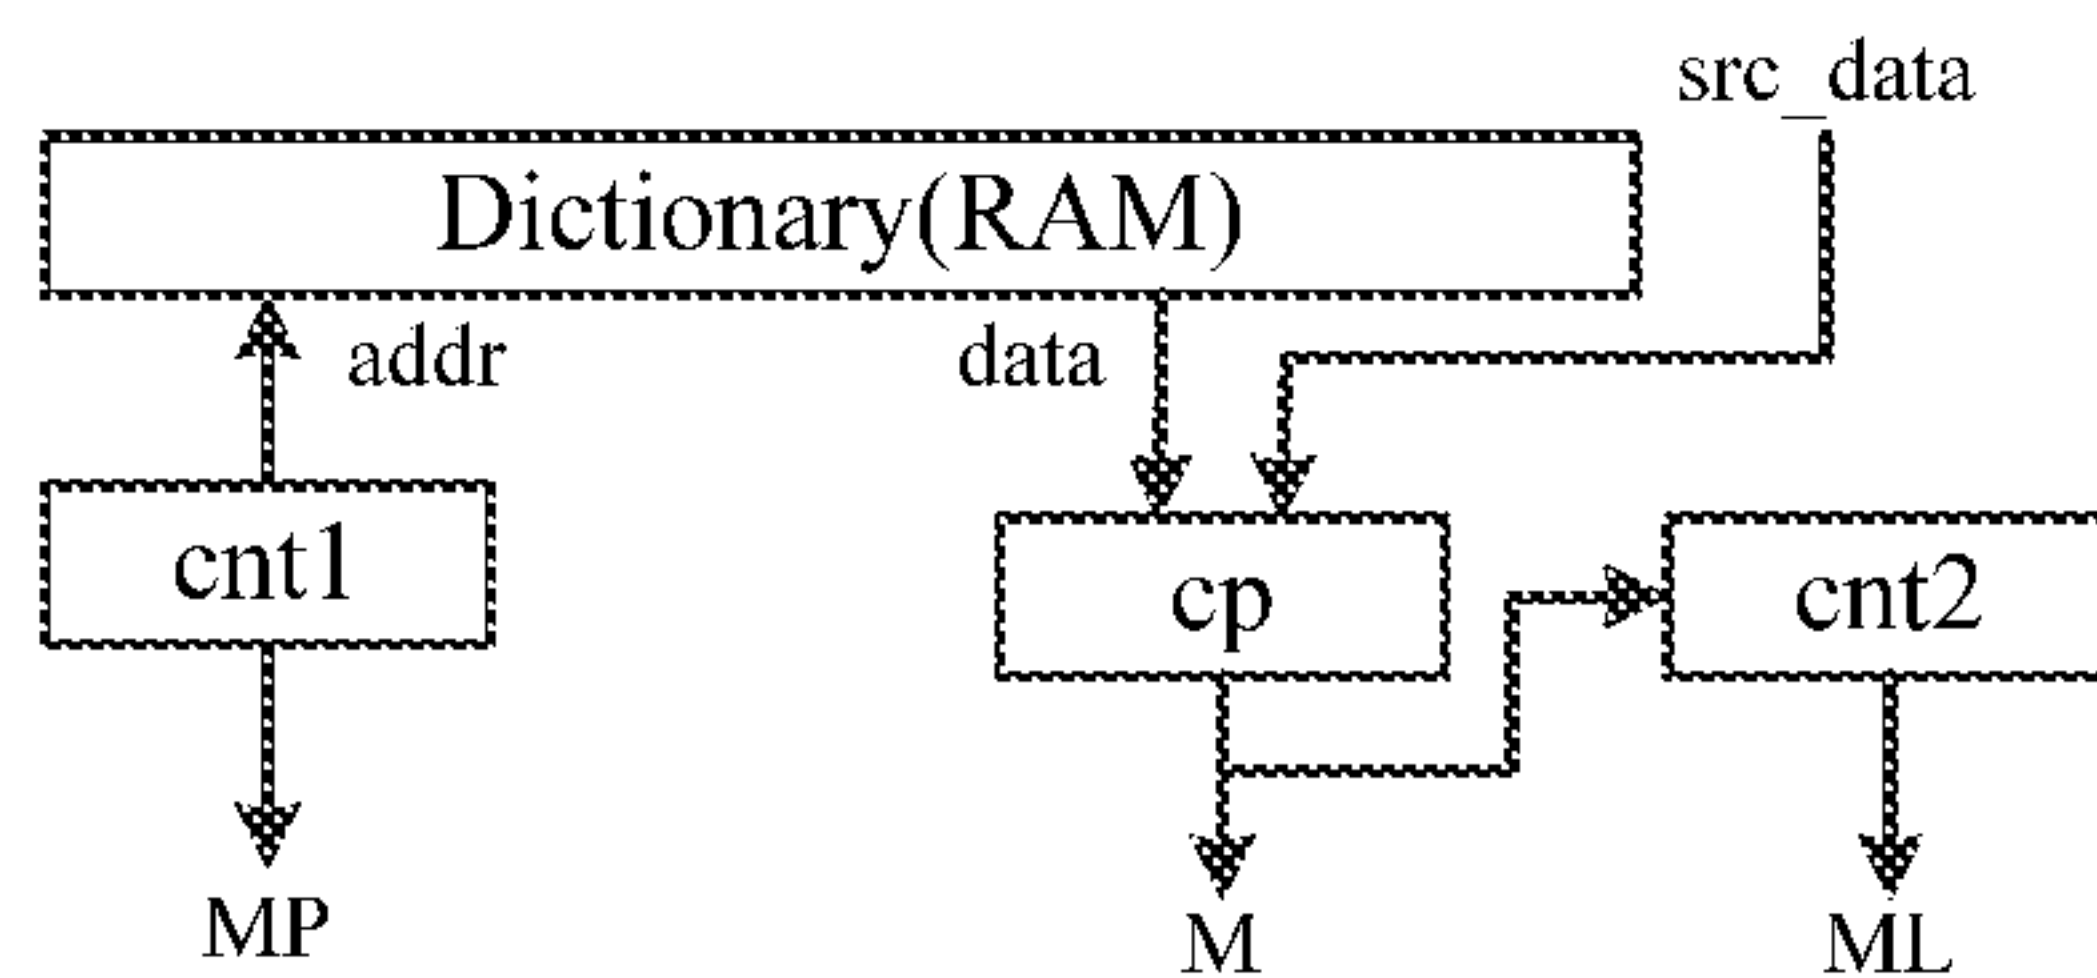 src_data
Dictionary(RAM)
addr
data
cnt1
cp
cnt2
MP
M
ML